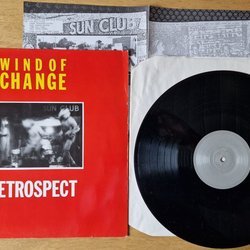 SUN CLUB
WIND OF
CHANGE
SUN CLUB
ETROSPECT